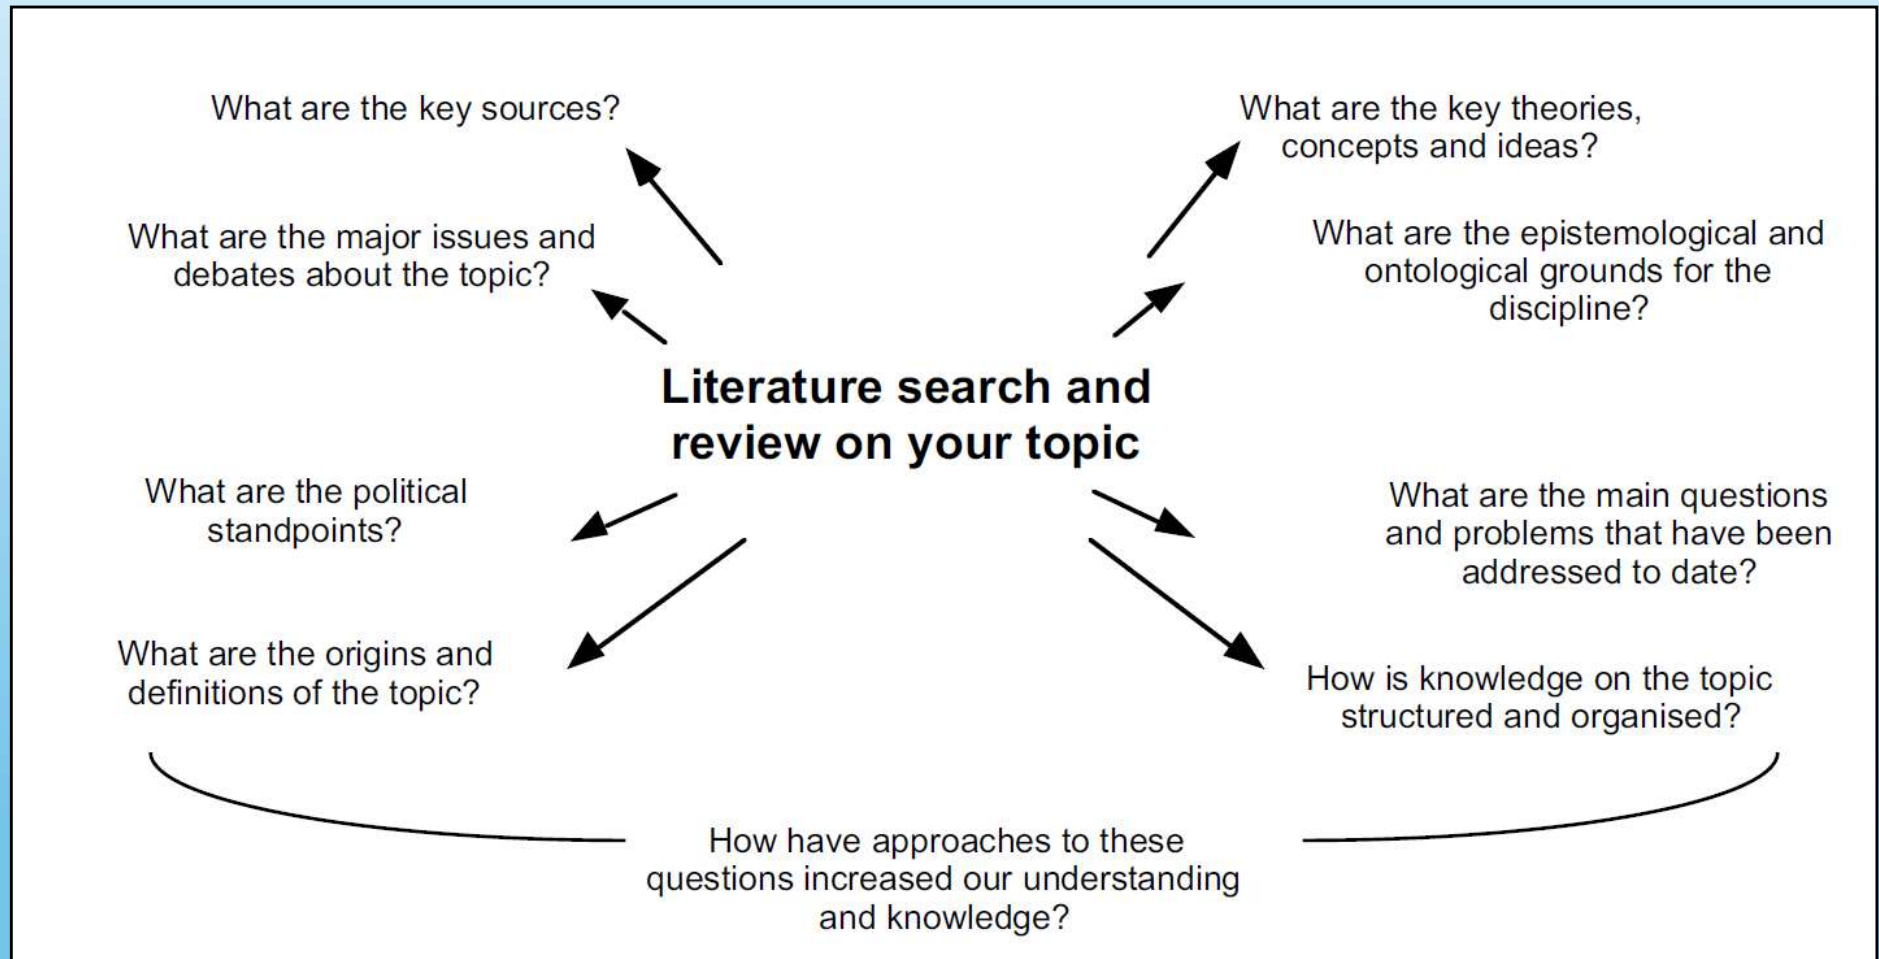 What are the key sources?
What are the key theories,
concepts and ideas?
What are the major issues and
debates about the topic?
What are the epistemological and
ontological grounds for the
discipline?
Literature search and
review on your topic
What are the political
standpoints?
What are the main questions
and problems that have been
addressed to date?
What are the origins and
definitions of the topic?
How is knowledge on the topic
structured and organised?
How have approaches to these
questions increased our understanding
and knowledge?